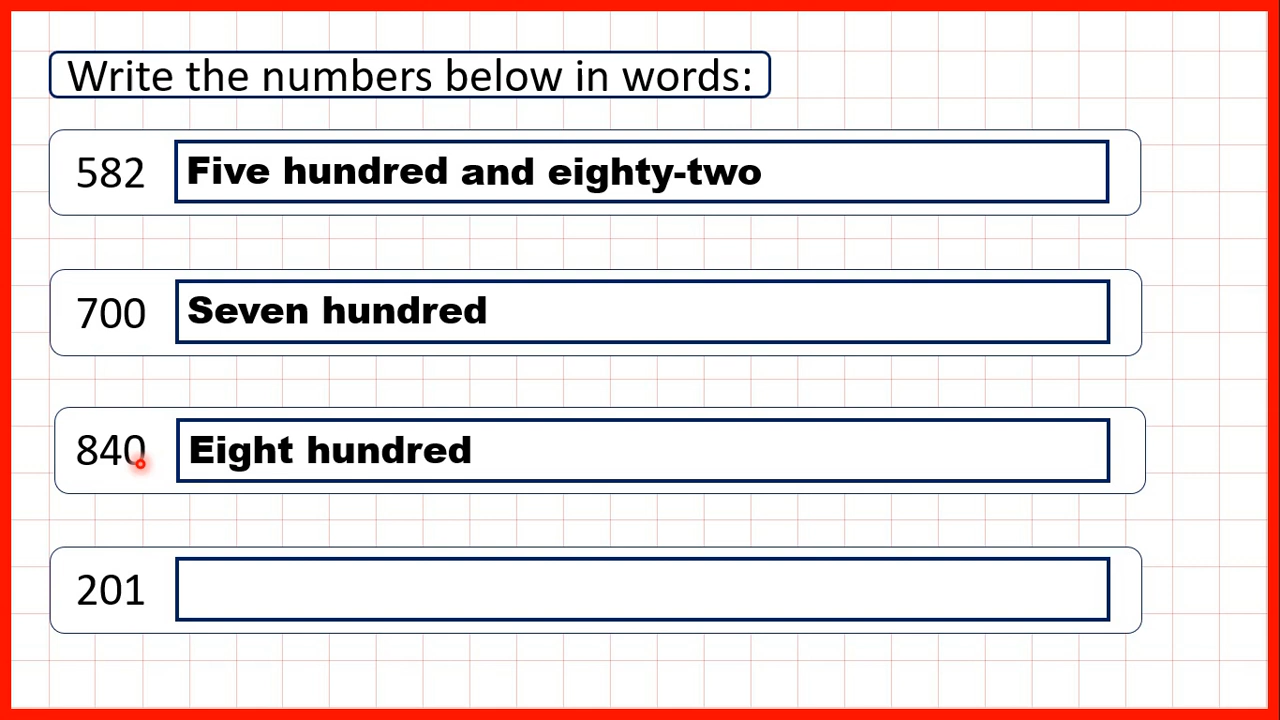 Write the numbers below in words:
582 Five hundred and eighty-two
700 Seven hundred
840 Eight hundred
201